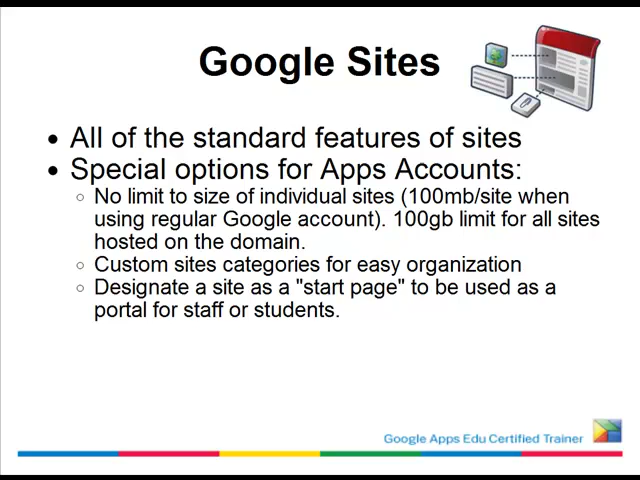 Google Sites
• All of the standard features of sites
• Special options for Apps Accounts:
○ No limit to size of individual sites (100mb/site when
using regular Google account). 100gb limit for all sites
hosted on the domain.
○ Custom sites categories for easy organization
○ Designate a site as a "start page" to be used as a
portal for staff or students.
Google Apps Edu Certified Trainer